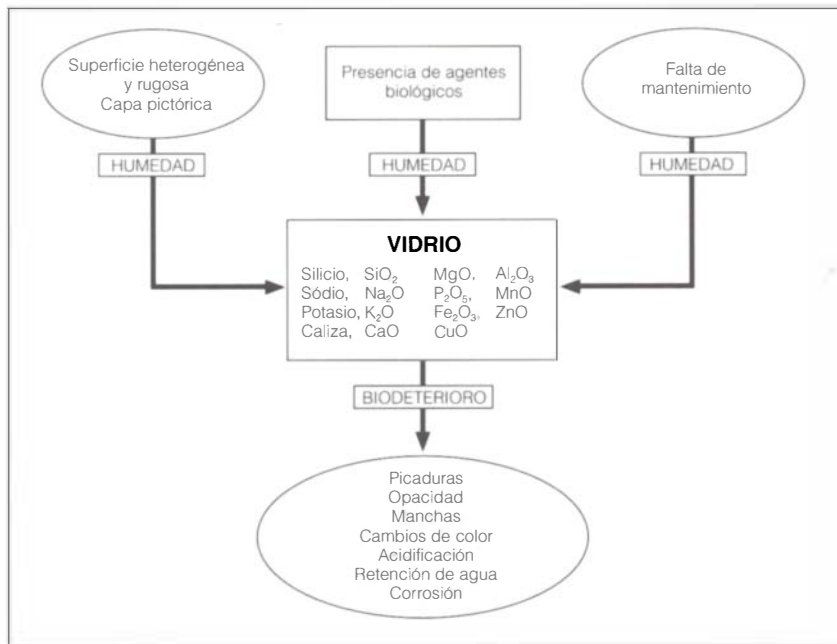 Superficie heterogénea
y rugosa
Capa pictórica
Presencia de agentes
biológicos
Falta de
mantenimiento
HUMEDAD
HUMEDAD
HUMEDAD
VIDRIO
Silicio, SiO₂ MgO, Al₂O₃
Sódio, Na₂O P₂O₅, MnO
Potasio, K₂O Fe₂O₃, ZnO
Caliza, CaO CuO
BIODETERIORO
Picaduras
Opacidad
Manchas
Cambios de color
Acidificación
Retención de agua
Corrosión